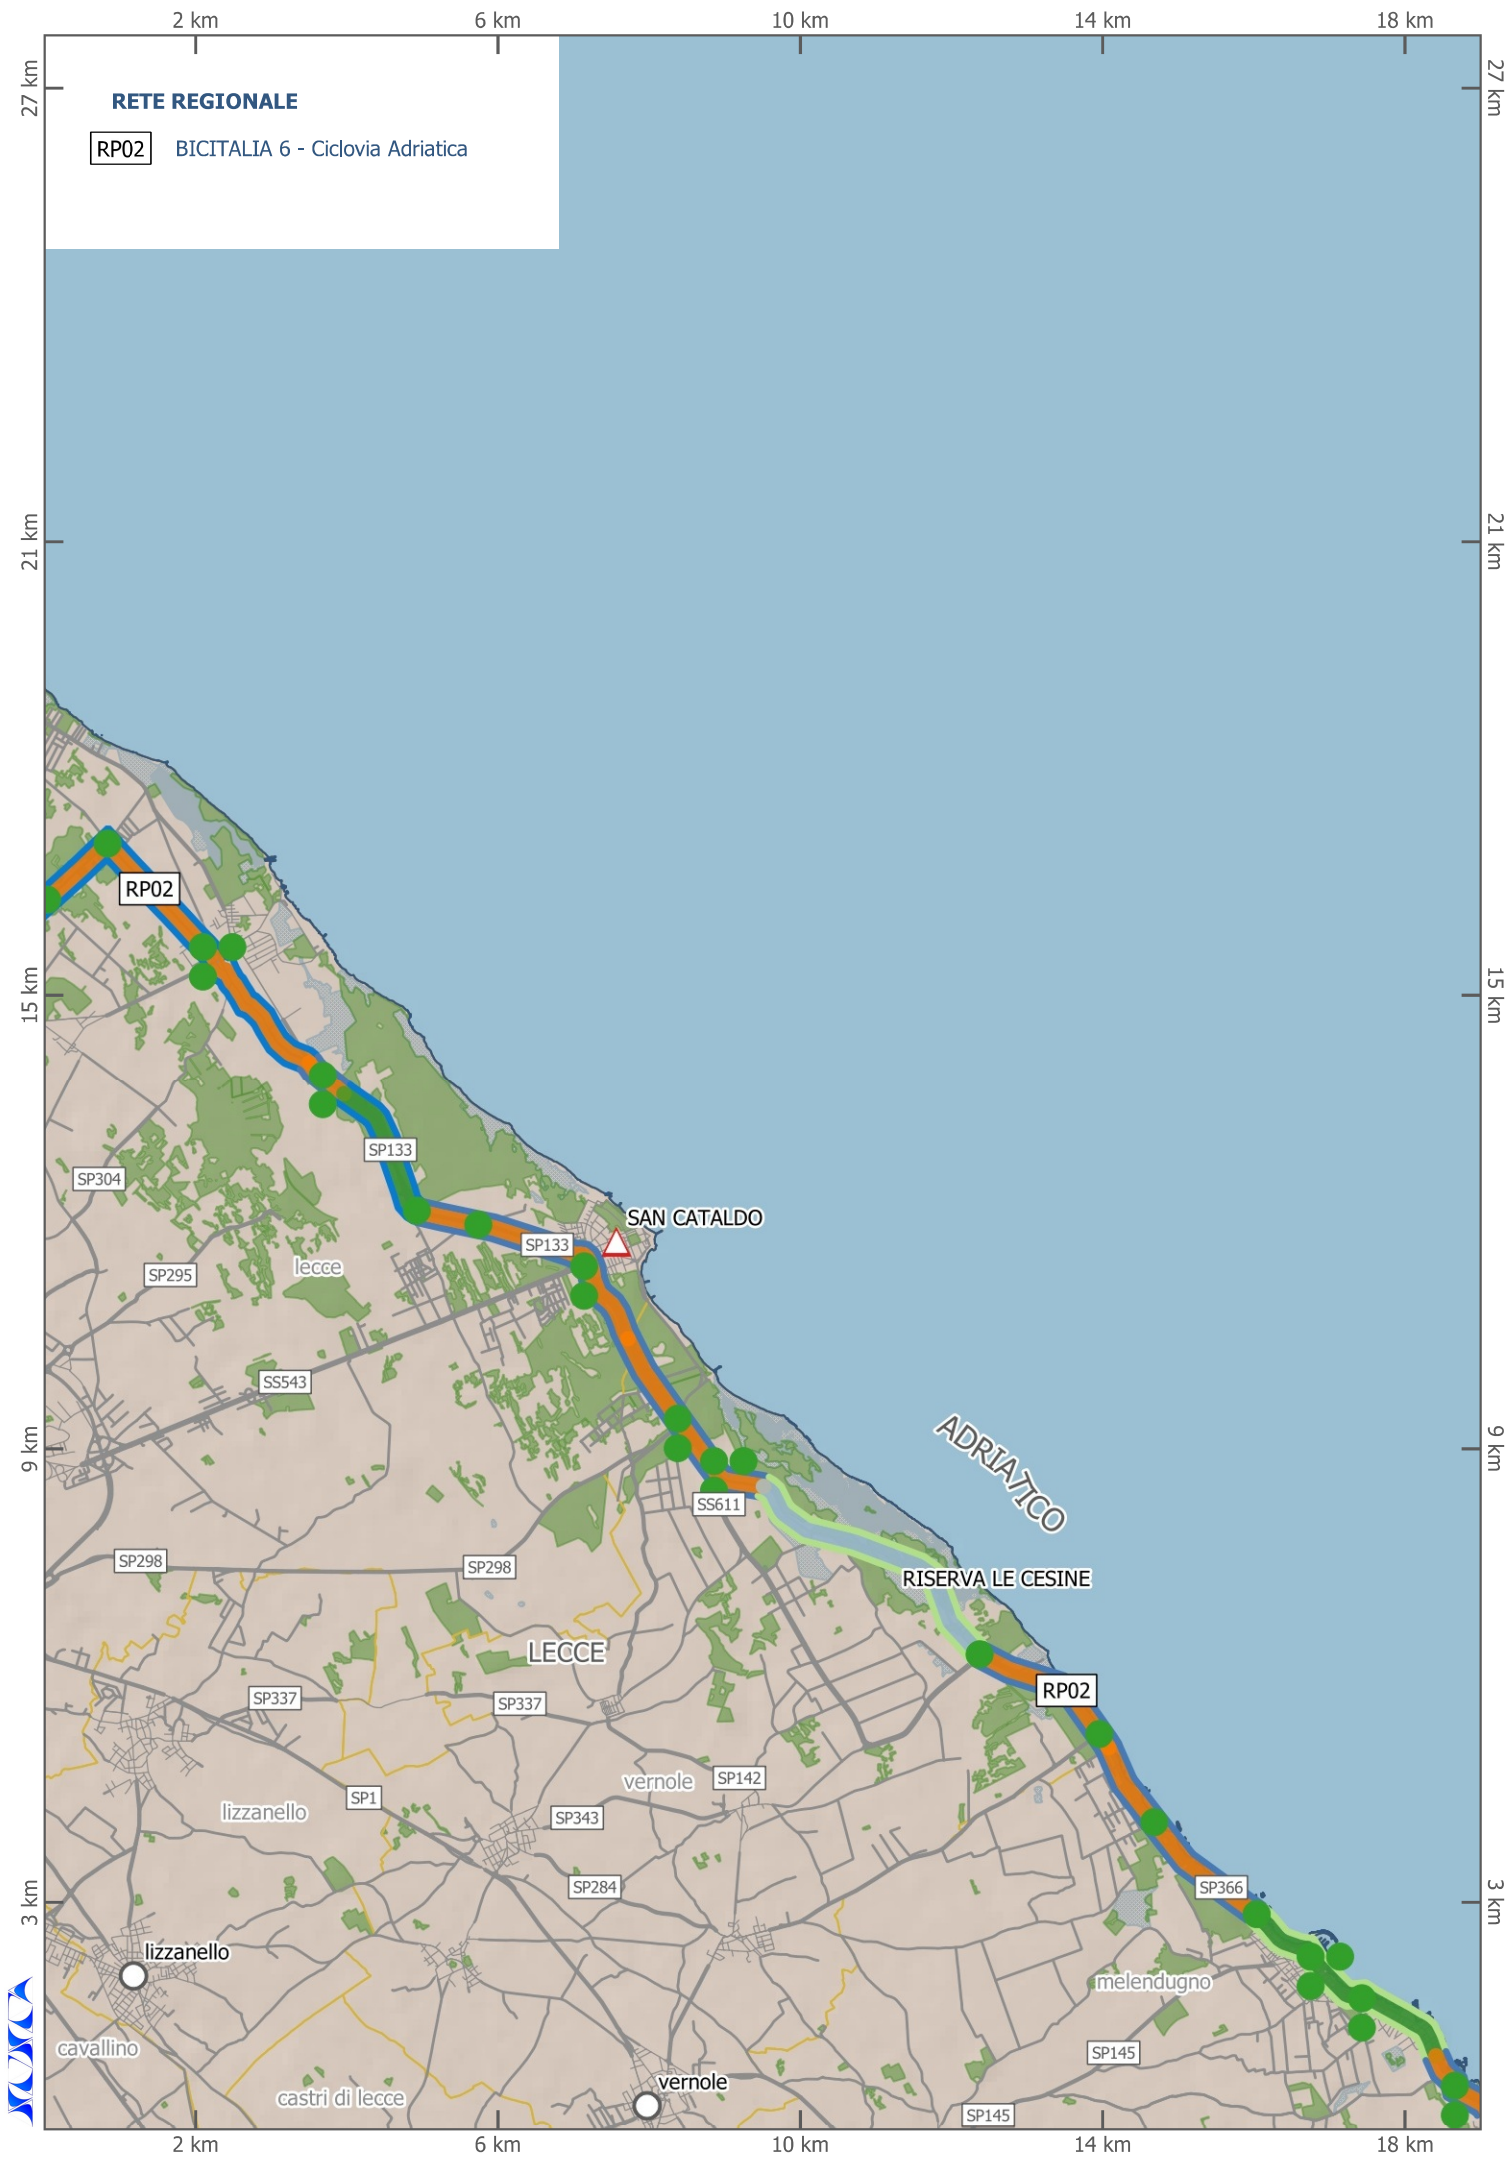 2 km
6 km
10 km
14 km
18 km
27 km
27 km
RETE REGIONALE
RP02 BICITALIA 6 - Ciclovia Adriatica
21 km
21 km
RP02
15 km
15 km
SP133
SP304
SAN CATALDO
SP133
lecce
SP295
SS543
9 km
9 km
ADRIATICO
SS611
SP298
SP298
RISERVA LE CESINE
LECCE
RP02
SP337
SP337
vernole
SP142
SP1
lizzanello
SP343
SP284
SP366
3 km
3 km
lizzanello
melendugno
cavallino
SP145
vernole
castri di lecce
SP145
2 km
6 km
10 km
14 km
18 km